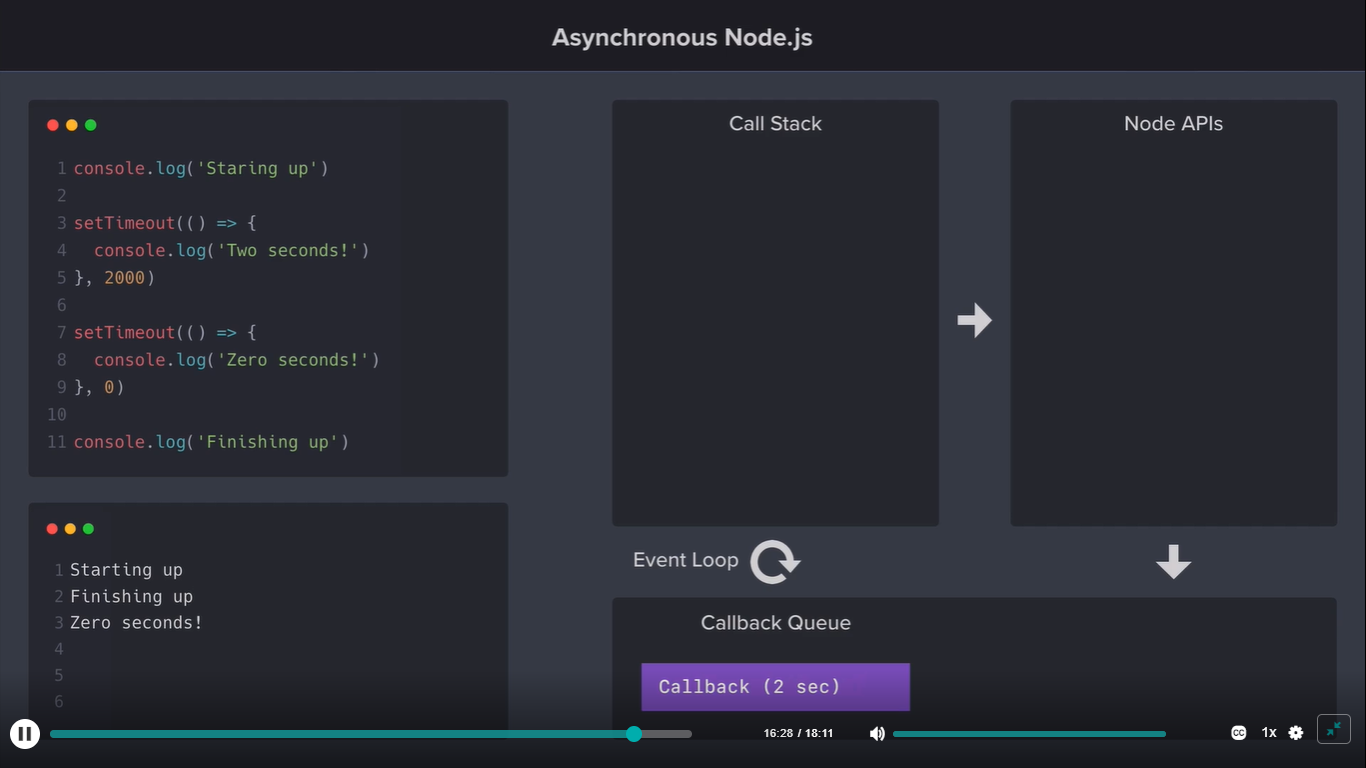 Asynchronous Node.js
1 console.log('Staring up')
2
3 setTimeout(() => {
4   console.log('Two seconds!')
5 }, 2000)
6
7 setTimeout(() => {
8   console.log('Zero seconds!')
9 }, 0)
10
11 console.log('Finishing up')
1 Starting up
2 Finishing up
3 Zero seconds!
4
5
6
Call Stack
Node APIs
Event Loop
Callback Queue
Callback (2 sec)
16:28 / 18:11
CC
1x